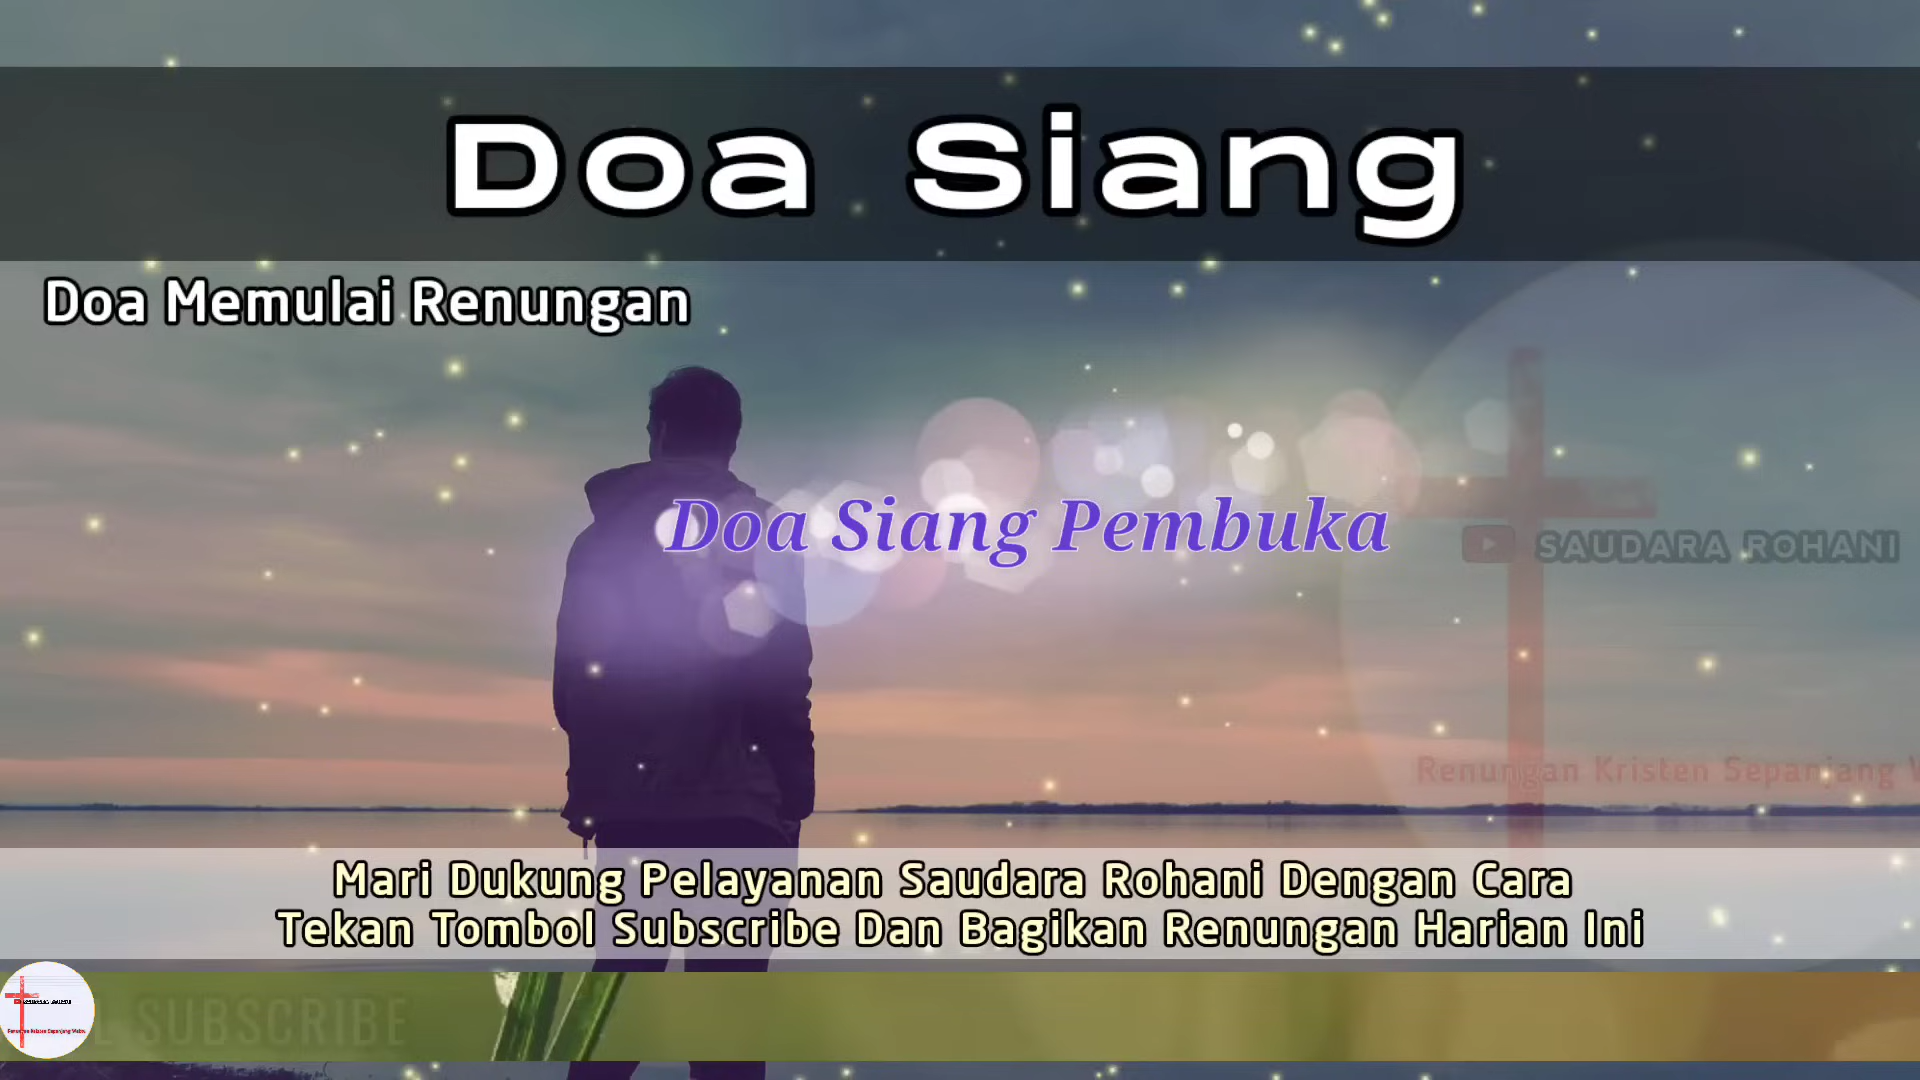 Doa Siang
Doa Memulai Renungan
Doa Siang Pembuka
SAUDARA ROHANI
Renungan Kristen Sepanjang
Mari Dukung Pelayanan Saudara Rohani Dengan Cara
Tekan Tombol Subscribe Dan Bagikan Renungan Harian Ini
SUBSCRIBE